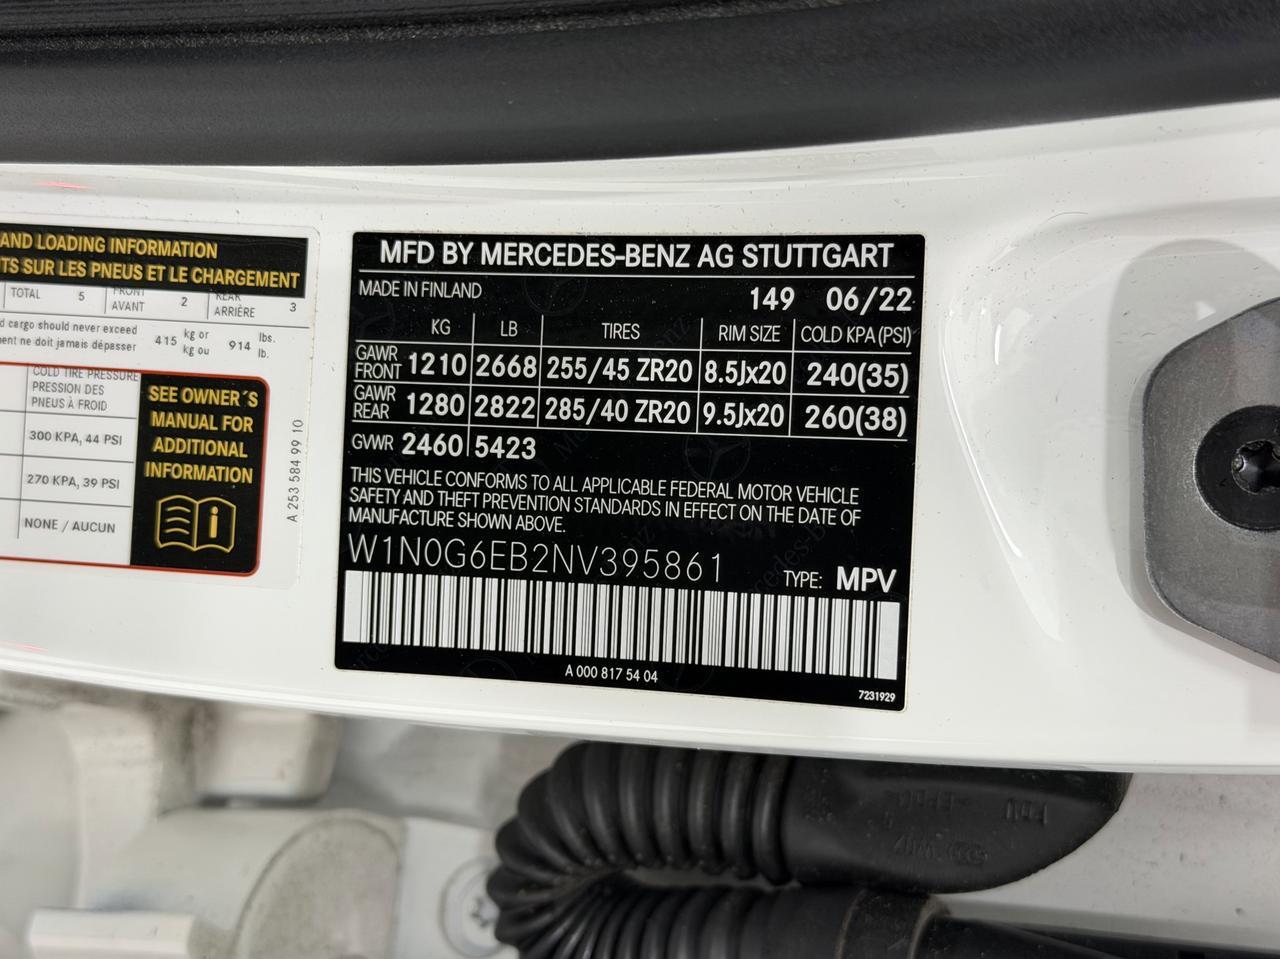 AND LOADING INFORMATION
TS SUR LES PNEUS ET LE CHARGEMENT
TOTAL 5 FRONT AVANT 2 REAR ARRIÈRE 3
d cargo should never exceed
ment ne doit jamais dépasser
415 kg or kg ou 914 lbs. lb.
COLD TIRE PRESSURE
PRESSION DES
PNEUS À FROID
300 KPA, 44 PSI
270 KPA, 39 PSI
NONE / AUCUN
SEE OWNER´S
MANUAL FOR
ADDITIONAL
INFORMATION
A 253 584 99 10
MFD BY MERCEDES-BENZ AG STUTTGART
MADE IN FINLAND 149 06/22
KG LB TIRES RIM SIZE COLD KPA (PSI)
GAWR FRONT 1210 2668 255/45 ZR20 8.5Jx20 240(35)
GAWR REAR 1280 2822 285/40 ZR20 9.5Jx20 260(38)
GVWR 2460 5423
THIS VEHICLE CONFORMS TO ALL APPLICABLE FEDERAL MOTOR VEHICLE
SAFETY AND THEFT PREVENTION STANDARDS IN EFFECT ON THE DATE OF
MANUFACTURE SHOWN ABOVE.
W1N0G6EB2NV395861 TYPE: MPV
A 000 817 54 04
7231929